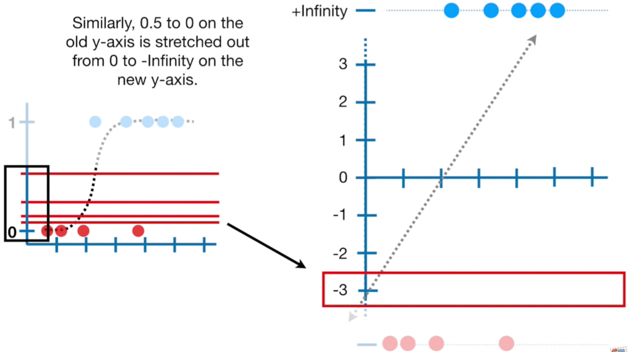 Similarly, 0.5 to 0 on the
old y-axis is stretched out
from 0 to -Infinity on the
new y-axis.
1
0
+Infinity
3
2
1
0
-1
-2
-3